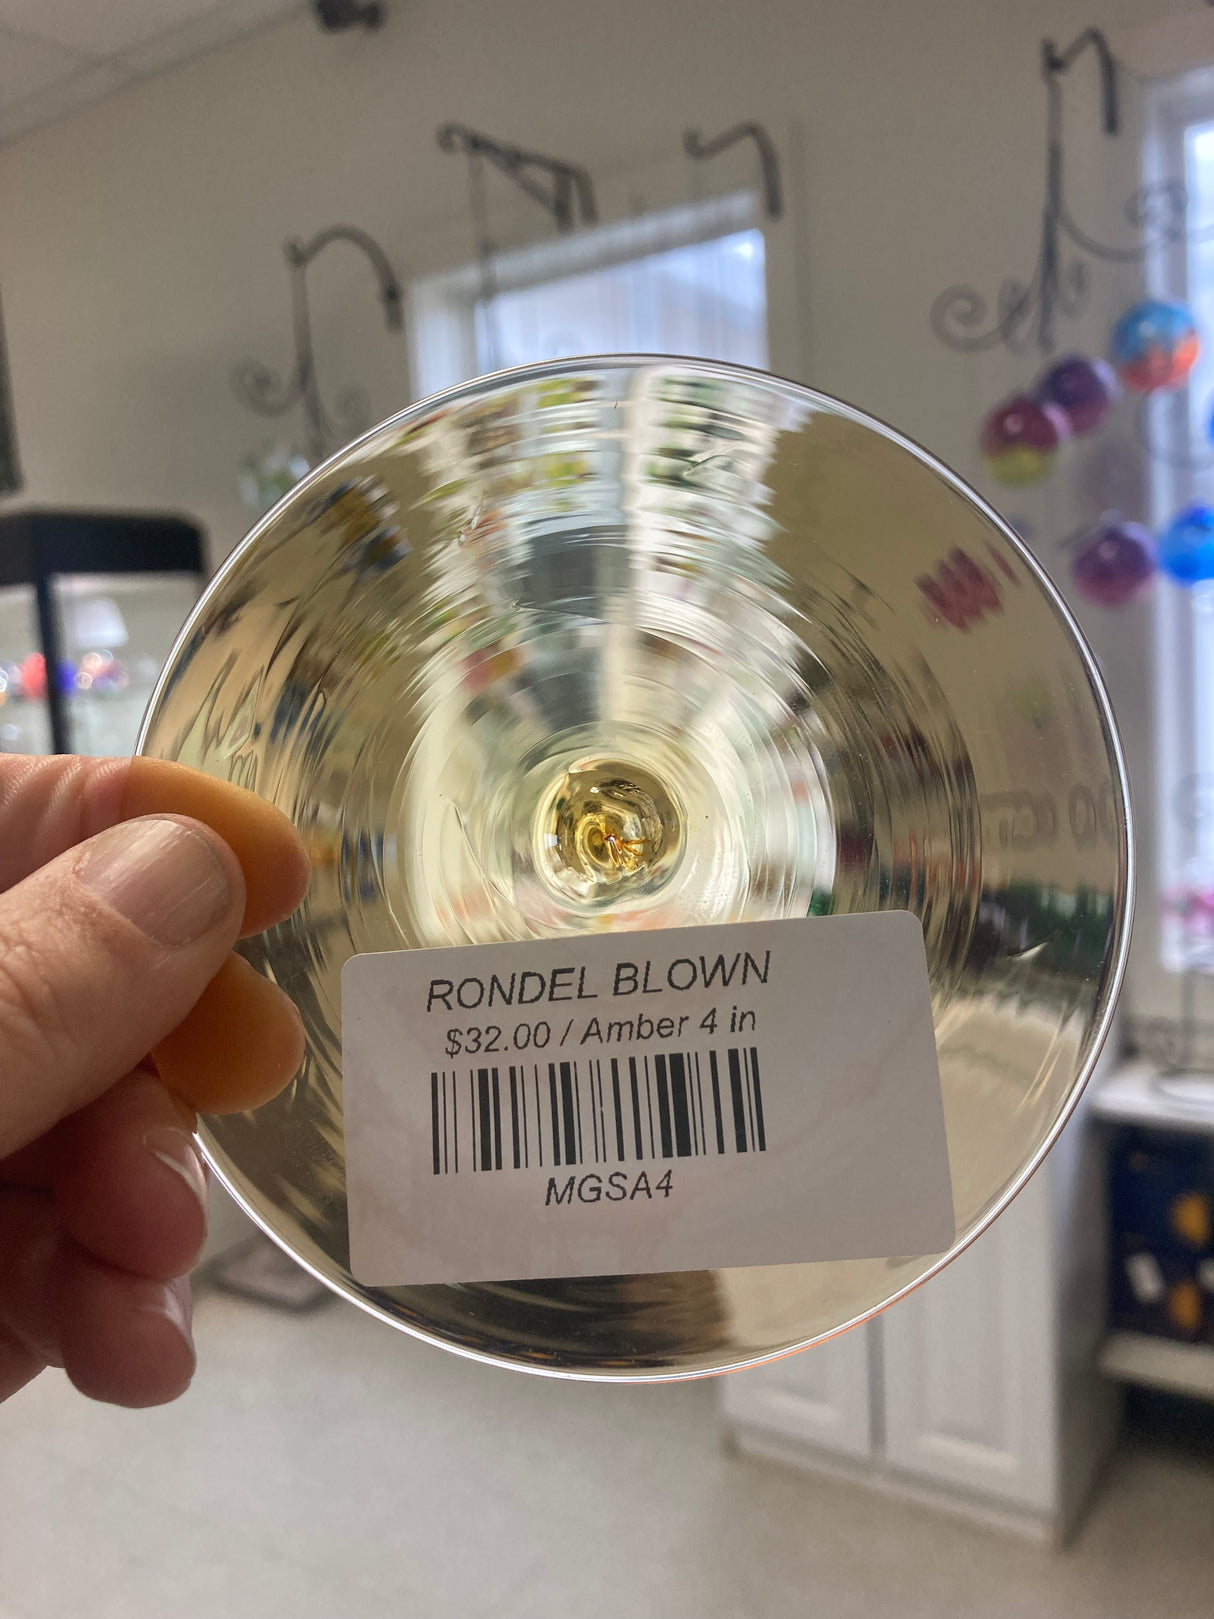 RONDEL BLOWN
$32.00 / Amber 4 in
MGSA4